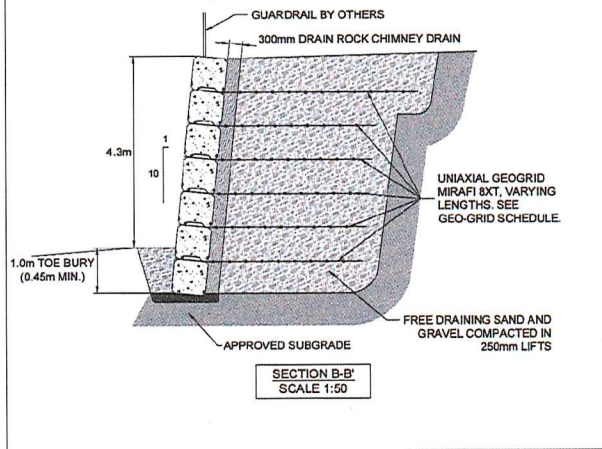 GUARDRAIL BY OTHERS
300mm DRAIN ROCK CHIMNEY DRAIN
4.3m
1
10
UNIAXIAL GEOGRID
MIRAFI 8XT, VARYING
LENGTHS. SEE
GEO-GRID SCHEDULE.
1.0m TOE BURY
(0.45m MIN.)
FREE DRAINING SAND AND
GRAVEL COMPACTED IN
250mm LIFTS
APPROVED SUBGRADE
SECTION B-B'
SCALE 1:50